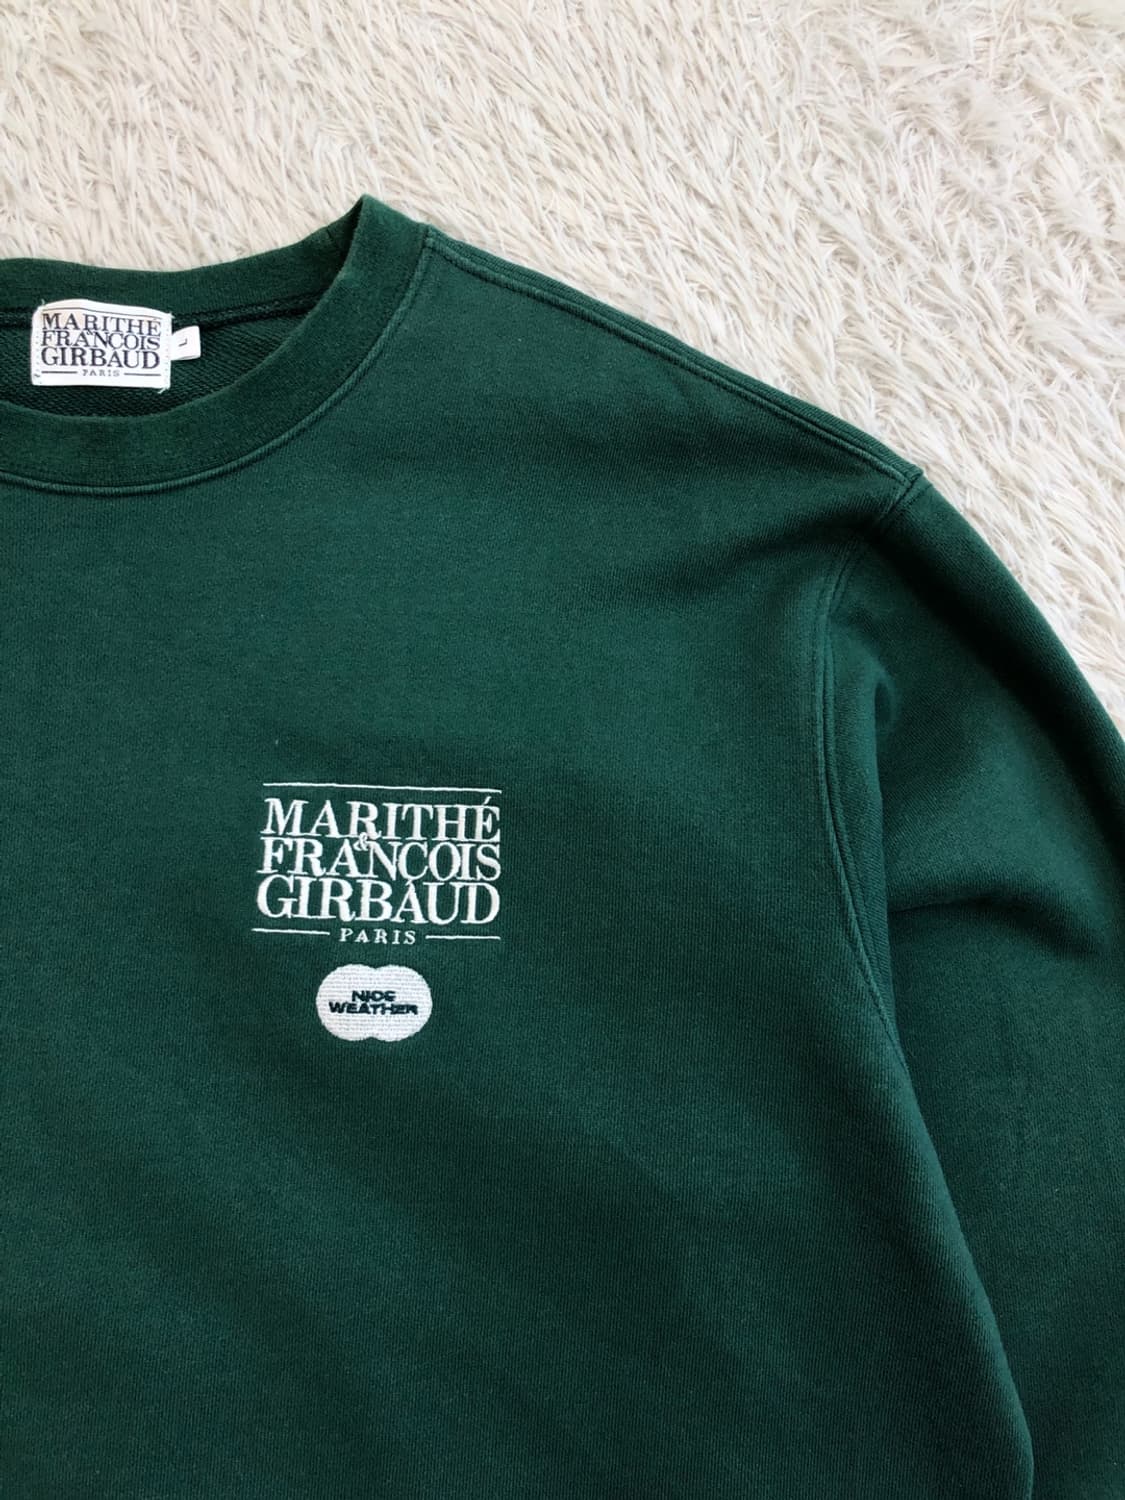 MARITHÉ
FRANCOIS
&
GIRBAUD
PARIS
L
MARITHÉ
&
FRANCOIS
GIRBAUD
PARIS
NICE
WEATHER